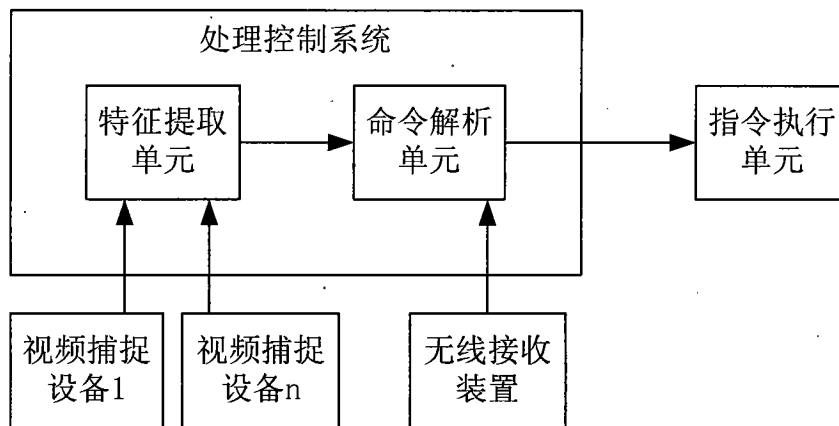 处理控制系统
特征提取
单元
命令解析
单元
指令执行
单元
视频捕捉
设备1
视频捕捉
设备n
无线接收
装置